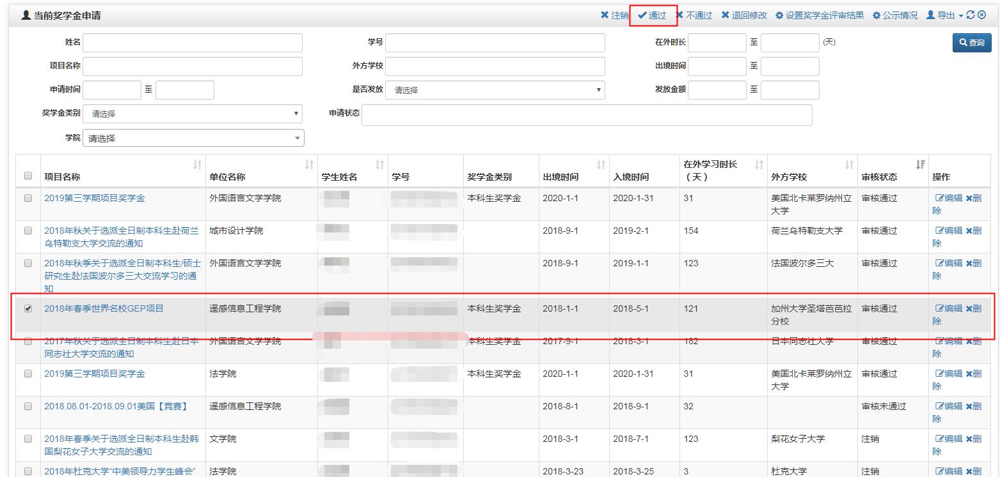 当前奖学金申请 注销 通过 不通过 退回修改 设置奖学金评审结果 公示情况 导出
姓名 学号 在外时长 至 (天) 查询
项目名称 外方学校 出境时间 至
申请时间 至 是否发放 请选择 发放金额 至
奖学金类别 请选择 申请状态
学院 请选择
项目名称 单位名称 学生姓名 学号 奖学金类别 出境时间 入境时间 在外学习时长
（天） 外方学校 审核状态 操作
2019第三学期项目奖学金 外国语言文学学院 本科生奖学金 2020-1-1 2020-1-31 31 美国北卡莱罗纳州立 审核通过 编辑 删
大学 除
2018年秋关于选派全日制本科生赴荷兰 城市设计学院 2018-9-1 2019-2-1 154 荷兰乌特勒支大学 审核通过 编辑 删
乌特勒支大学交流的通知 除
2018年秋季关于选派全日制本科生/硕士 外国语言文学学院 2018-9-1 2019-1-1 123 法国波尔多三大 审核通过 编辑 删
研究生赴法国波尔多三大交流学习的通 除
知
2018年春季世界名校GEP项目 遥感信息工程学院 本科生奖学金 2018-1-1 2018-5-1 121 加州大学圣塔芭芭拉 审核通过 编辑 删
分校 除
2017年秋关于选派全日制本科生赴日本 外国语言文学学院 本科生奖学金 2017-9-1 2018-3-1 182 日本同志社大学 审核通过 编辑 删
同志社大学交流的通知 除
2019第三学期项目奖学金 法学院 本科生奖学金 2020-1-1 2020-1-31 31 美国北卡莱罗纳州立 审核通过 编辑 删
大学 除
2018.08.01-2018.09.01美国【竞赛】 遥感信息工程学院 2018-8-1 2018-9-1 32 审核未通过 编辑 删
除
2018年春季关于选派全日制本科生赴韩 文学院 2018-3-1 2018-7-1 123 梨花女子大学 注销 编辑 删
国梨花女子大学交流的通知 除
2018年杜克大学“中美领导力学生峰会” 法学院 2018-3-23 2018-3-25 3 杜克大学 注销 编辑 删